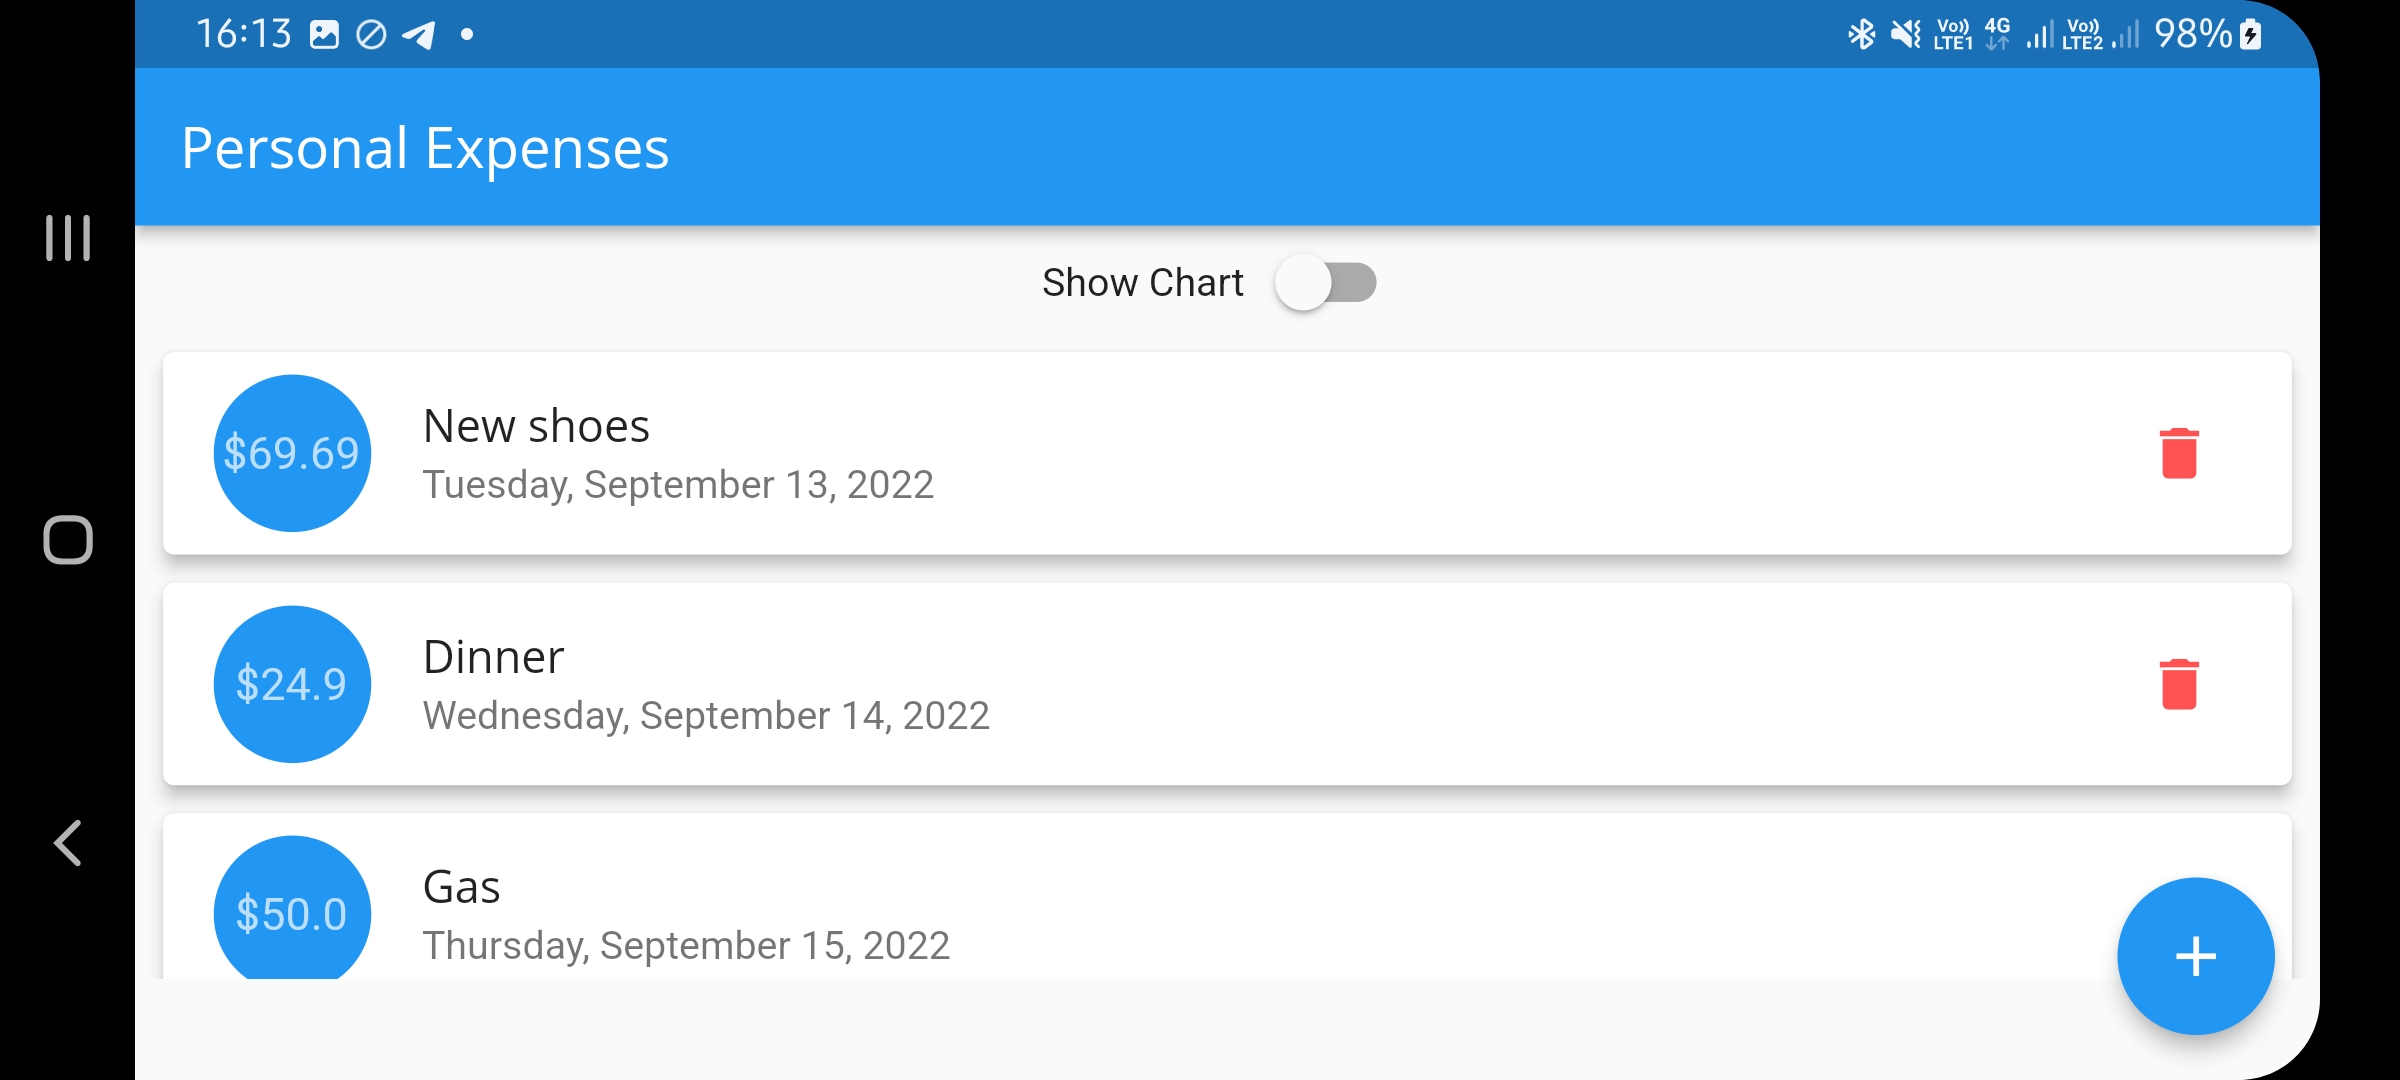 16:13 Vo)) LTE1 4G Vo)) LTE2 98%
Personal Expenses
Show Chart
$69.69
New shoes
Tuesday, September 13, 2022
$24.9
Dinner
Wednesday, September 14, 2022
$50.0
Gas
Thursday, September 15, 2022